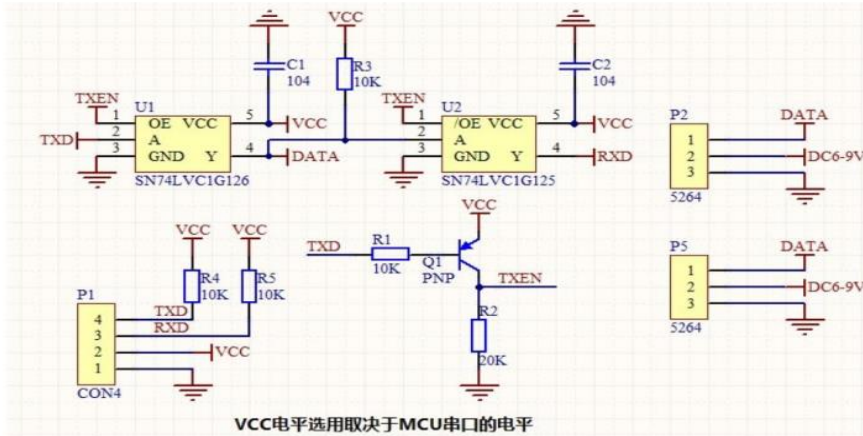 VCC
C1
104
R3
10K
C2
104
TXEN
U1
1
OE VCC
5
VCC
TXD
2
A
3
GND Y
4
DATA
SN74LVC1G126
TXEN
U2
1
/OE VCC
5
VCC
2
A
3
GND Y
4
RXD
SN74LVC1G125
P2
DATA
1
2
DC6-9V
3
5264
VCC
VCC
R4
10K
R5
10K
P1
4
TXD
3
RXD
2
VCC
1
CON4
VCC
TXD
R1
10K
Q1
PNP
TXEN
R2
20K
P5
DATA
1
2
DC6-9V
3
5264
VCC电平选用取决于MCU串口的电平